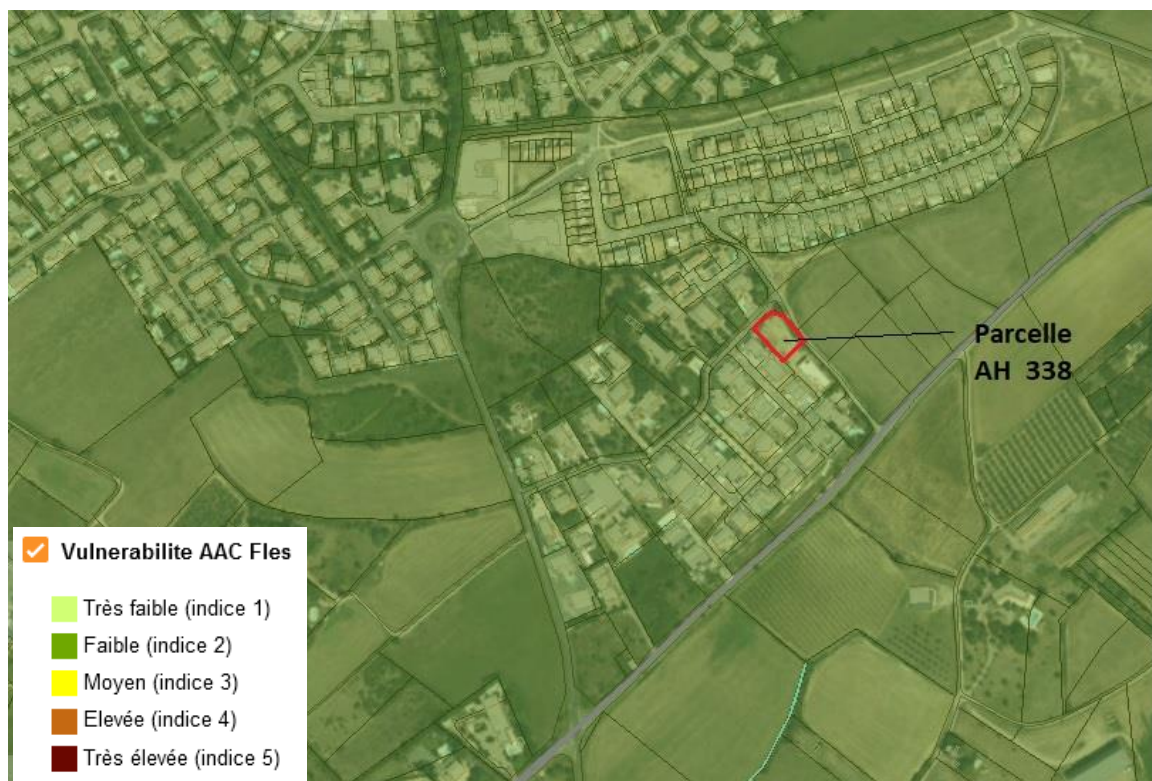 Parcelle
AH 338
Vulnerabilite AAC Fles
Très faible (indice 1)
Faible (indice 2)
Moyen (indice 3)
Elevée (indice 4)
Très élevée (indice 5)